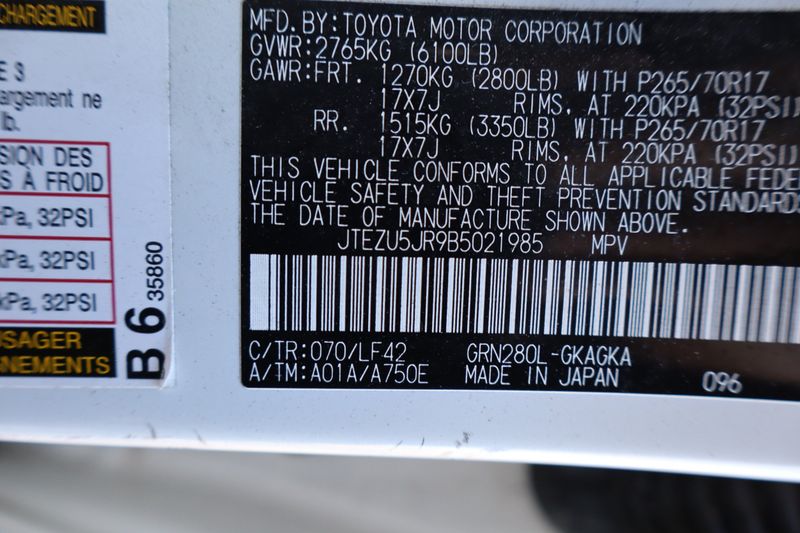 CHARGEMENT
E 3
argement ne
lb.
SION DES
S À FROID
kPa, 32PSI
kPa, 32PSI
kPa, 32PSI
USAGER
GNEMENTS
B 6 35860
MFD.BY:TOYOTA MOTOR CORPORATION
GVWR:2765KG (6100LB)
GAWR:FRT. 1270KG (2800LB) WITH P265/70R17
17X7J RIMS, AT 220KPA (32PSI)
RR. 1515KG (3350LB) WITH P265/70R17
17X7J RIMS, AT 220KPA (32PSI)
THIS VEHICLE CONFORMS TO ALL APPLICABLE FEDE
VEHICLE SAFETY AND THEFT PREVENTION STANDARDS
THE DATE OF MANUFACTURE SHOWN ABOVE.
JTEZU5JR9B5021985 MPV
C/TR:070/LF42 GRN280L-GKAGKA
A/TM:A01A/A750E MADE IN JAPAN 096